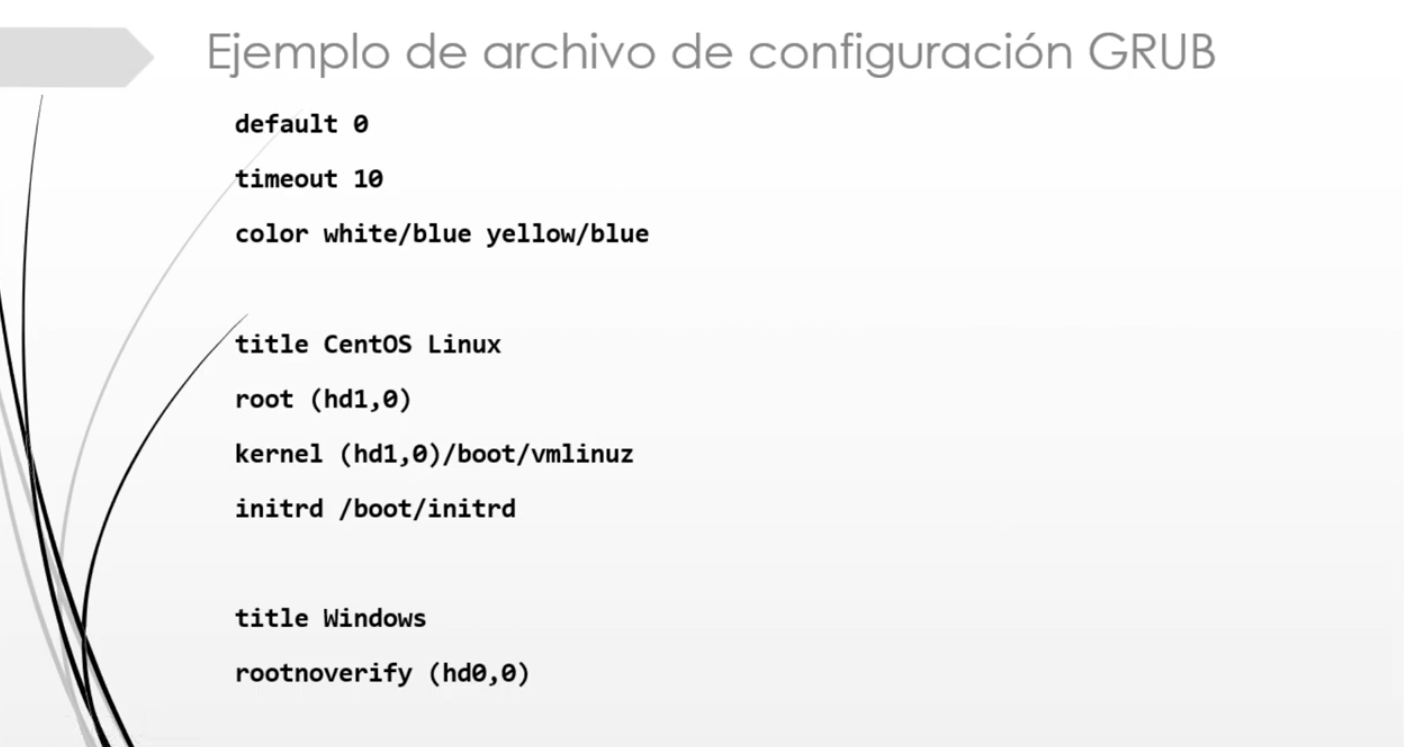 Ejemplo de archivo de configuración GRUB
default 0
timeout 10
color white/blue yellow/blue
title CentOS Linux
root (hd1,0)
kernel (hd1,0)/boot/vmlinuz
initrd /boot/initrd
title Windows
rootnoverify (hd0,0)